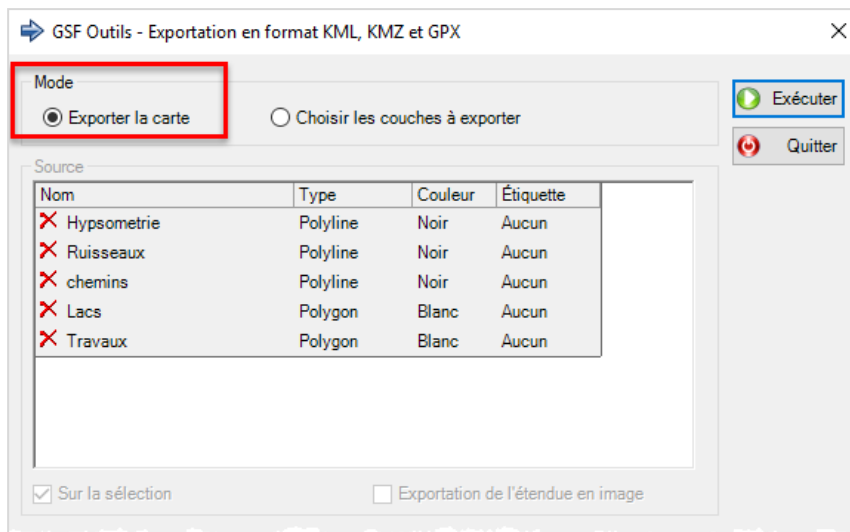 GSF Outils - Exportation en format KML, KMZ et GPX
Mode
Exporter la carte
Choisir les couches à exporter
Exécuter
Quitter
Source
Nom Type Couleur Étiquette
Hypsometrie Polyline Noir Aucun
Ruisseaux Polyline Noir Aucun
chemins Polyline Noir Aucun
Lacs Polygon Blanc Aucun
Travaux Polygon Blanc Aucun
Sur la sélection
Exportation de l'étendue en image